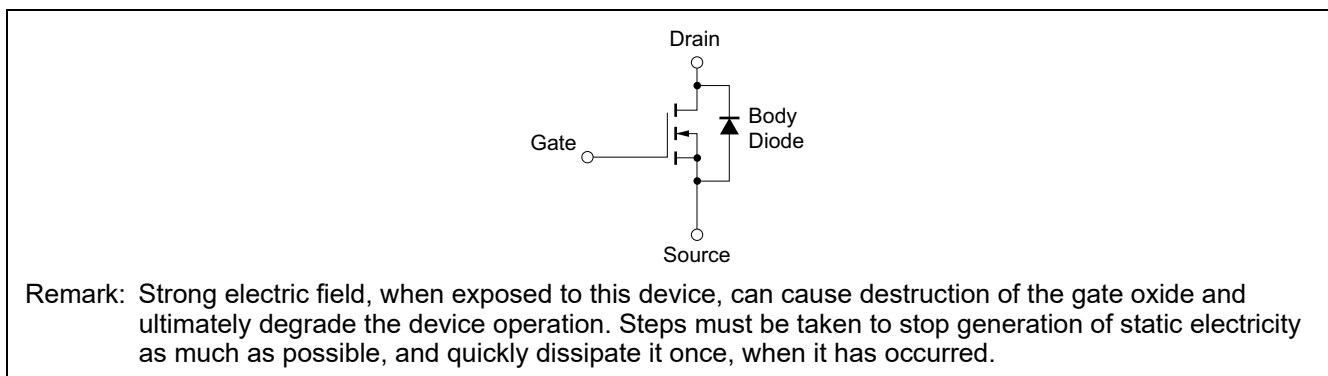 Drain
Body
Diode
Gate
Source
Remark: Strong electric field, when exposed to this device, can cause destruction of the gate oxide and
ultimately degrade the device operation. Steps must be taken to stop generation of static electricity
as much as possible, and quickly dissipate it once, when it has occurred.